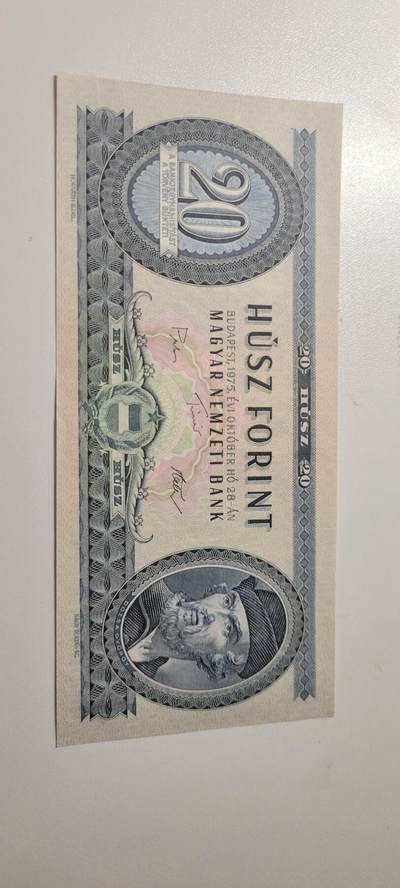 20 HÚSZ 20
HÚSZ FORINT
BUDAPEST, 1975. ÉVI OKTÓBER HÓ 28-ÁN
MAGYAR NEMZETI BANK
20
A BANKJEGYHAMISÍTÁST
A TÖRVÉNY BÜNTETI
HÚSZ HÚSZ